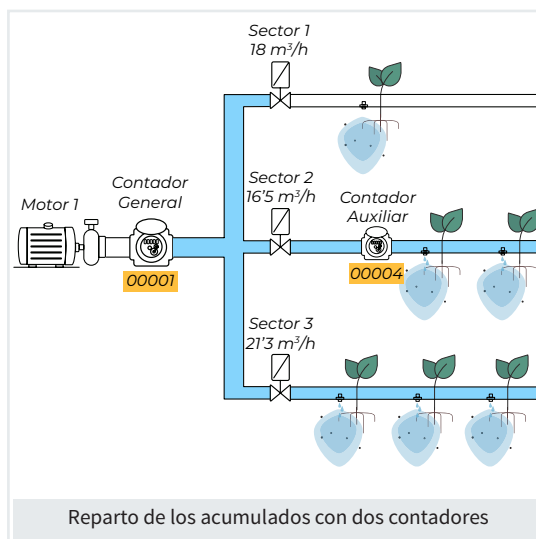 Sector 1
18 m³/h
Sector 2
16'5 m³/h
Contador
General
Motor 1
Contador
Auxiliar
00001
00004
Sector 3
21'3 m³/h
Reparto de los acumulados con dos contadores